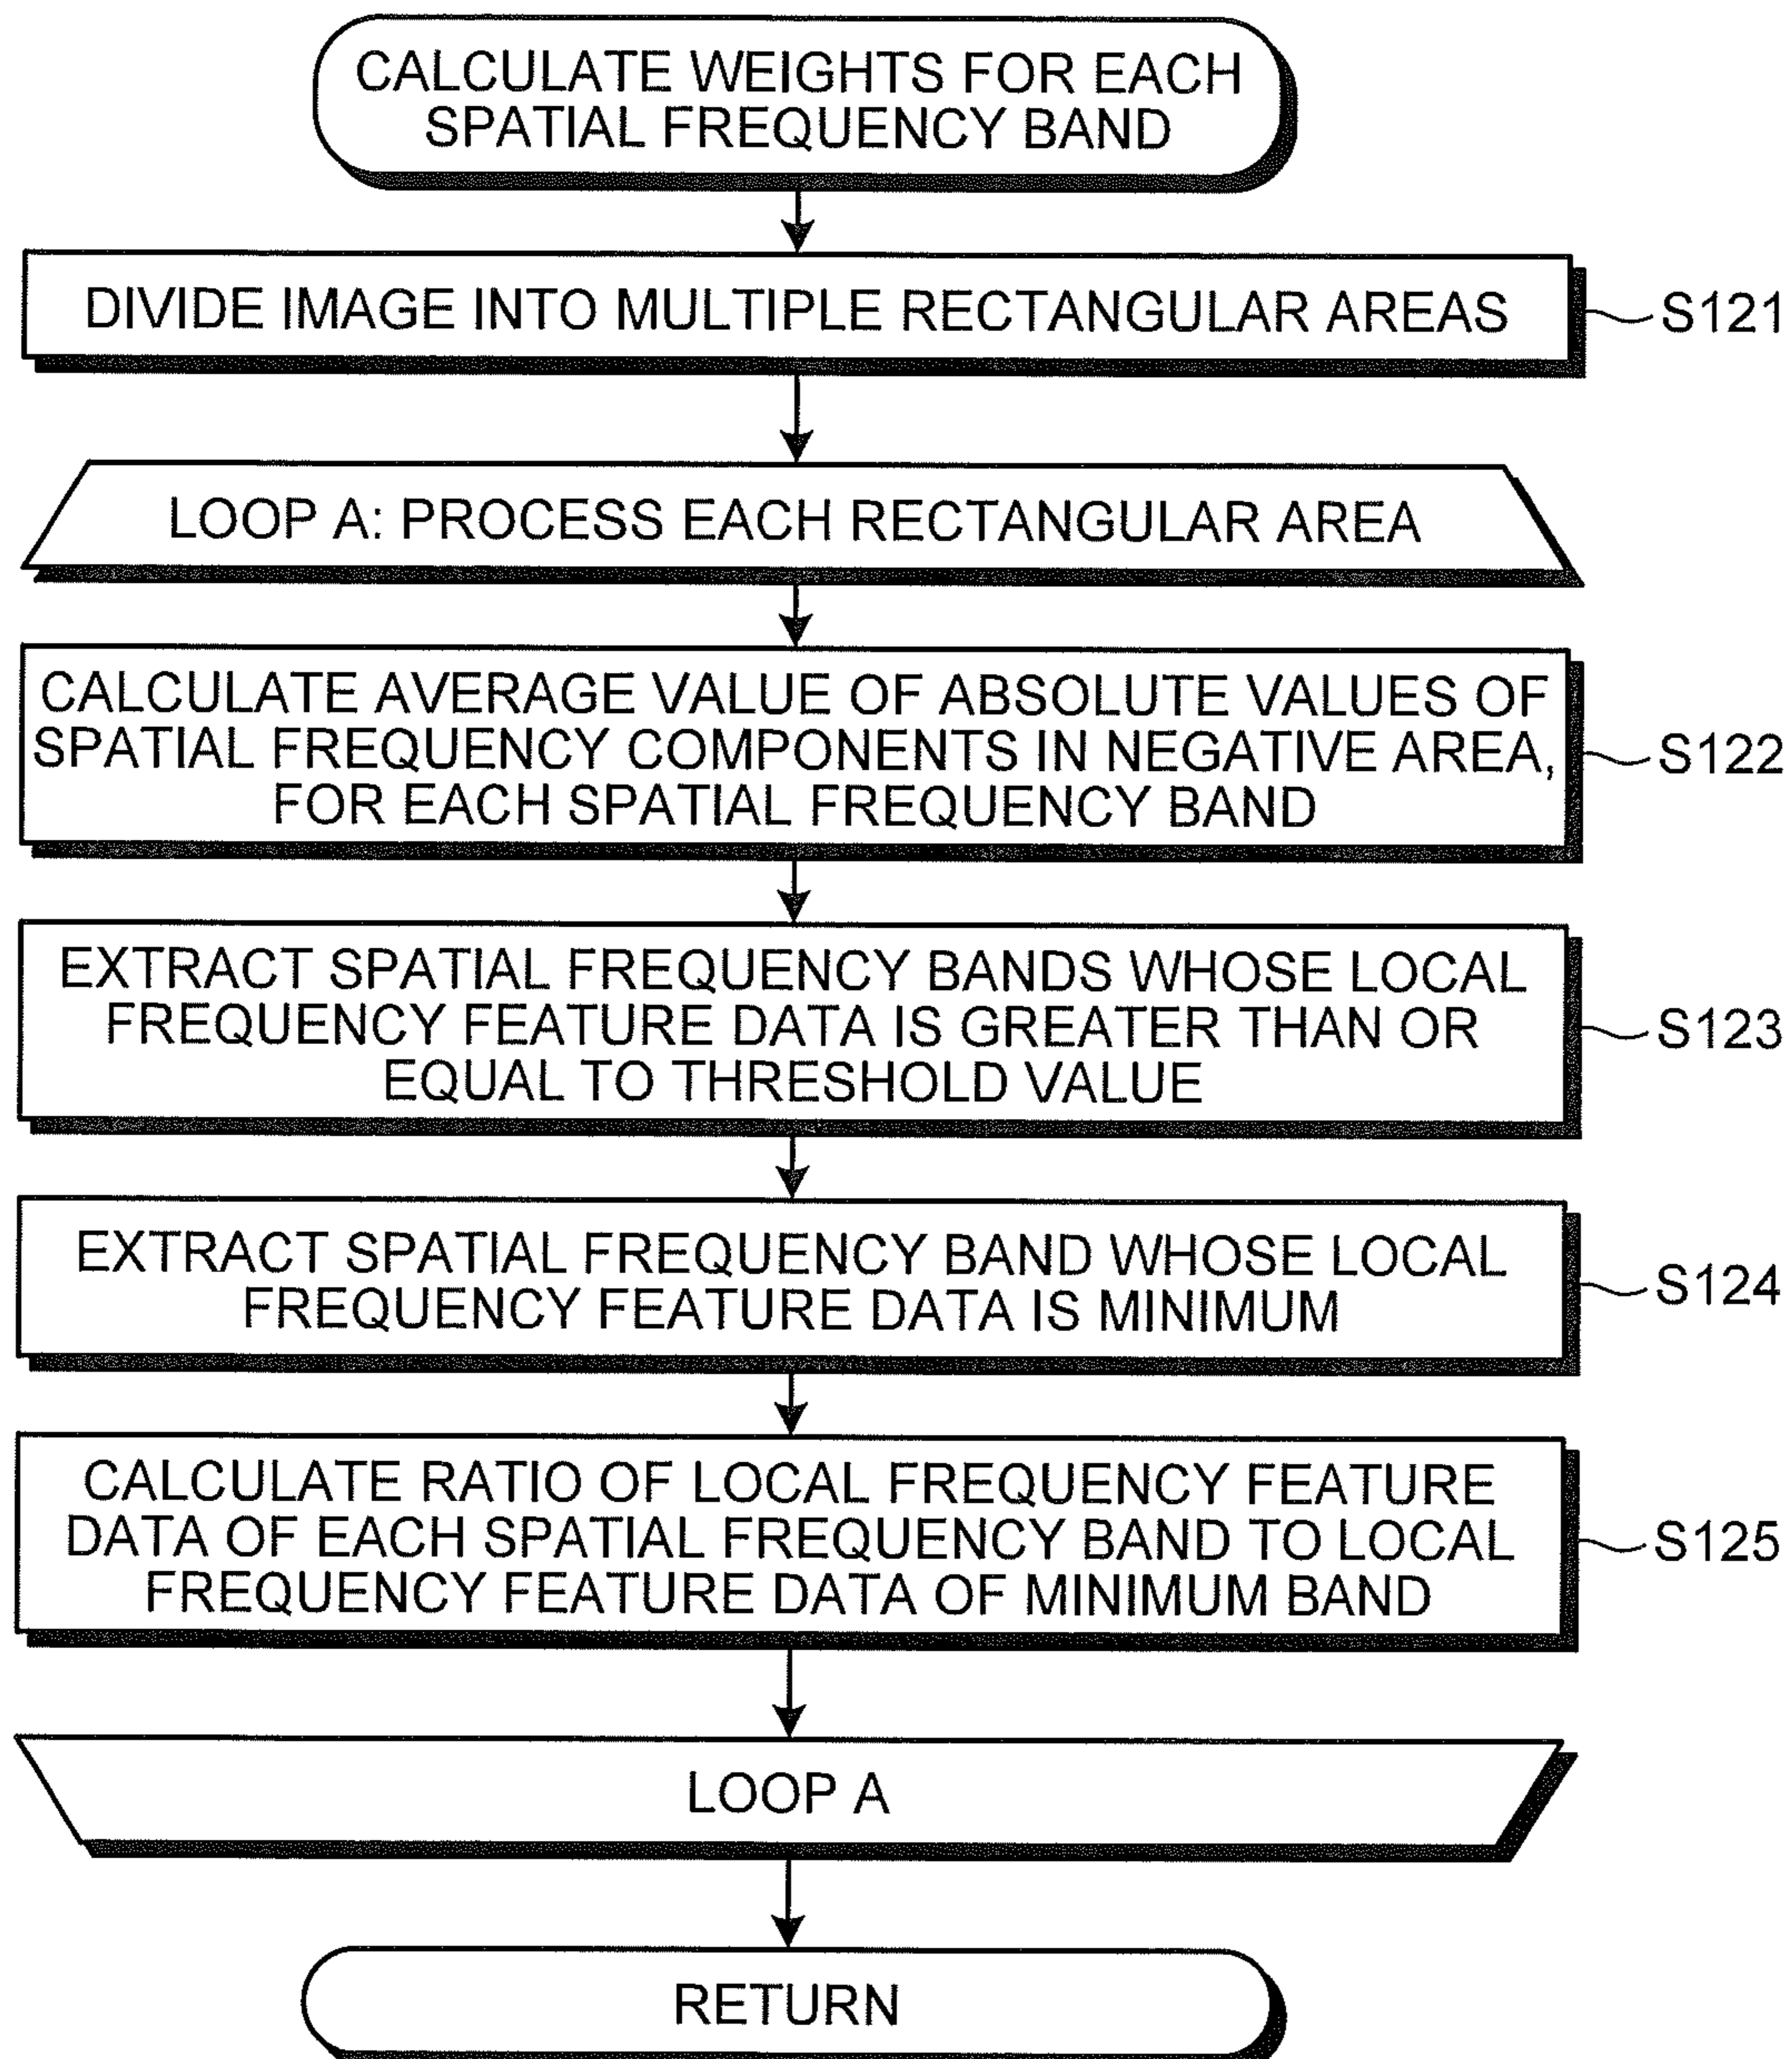 CALCULATE WEIGHTS FOR EACH
SPATIAL FREQUENCY BAND
DIVIDE IMAGE INTO MULTIPLE RECTANGULAR AREAS
S121
LOOP A: PROCESS EACH RECTANGULAR AREA
CALCULATE AVERAGE VALUE OF ABSOLUTE VALUES OF
SPATIAL FREQUENCY COMPONENTS IN NEGATIVE AREA,
FOR EACH SPATIAL FREQUENCY BAND
S122
EXTRACT SPATIAL FREQUENCY BANDS WHOSE LOCAL
FREQUENCY FEATURE DATA IS GREATER THAN OR
EQUAL TO THRESHOLD VALUE
S123
EXTRACT SPATIAL FREQUENCY BAND WHOSE LOCAL
FREQUENCY FEATURE DATA IS MINIMUM
S124
CALCULATE RATIO OF LOCAL FREQUENCY FEATURE
DATA OF EACH SPATIAL FREQUENCY BAND TO LOCAL
FREQUENCY FEATURE DATA OF MINIMUM BAND
S125
LOOP A
RETURN